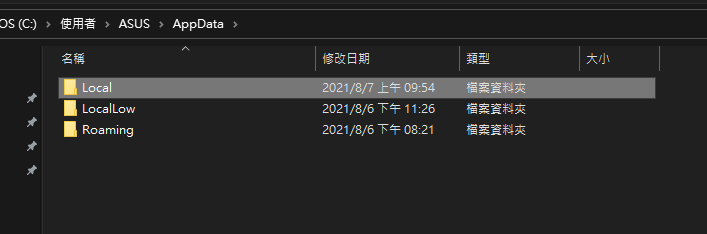 OS (C:) > 使用者 > ASUS > AppData >
名稱 修改日期 類型 大小
Local 2021/8/7 上午 09:54 檔案資料夾
LocalLow 2021/8/6 下午 11:26 檔案資料夾
Roaming 2021/8/6 下午 08:21 檔案資料夾